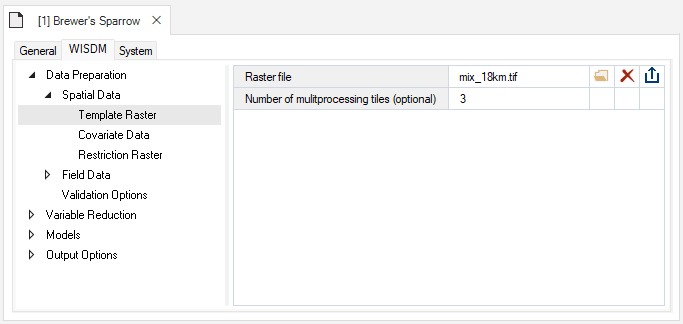 [1] Brewer's Sparrow
General WISDM System
Data Preparation
Spatial Data
Template Raster
Covariate Data
Restriction Raster
Field Data
Validation Options
Variable Reduction
Models
Output Options
Raster file mix_18km.tif
Number of mulitprocessing tiles (optional) 3